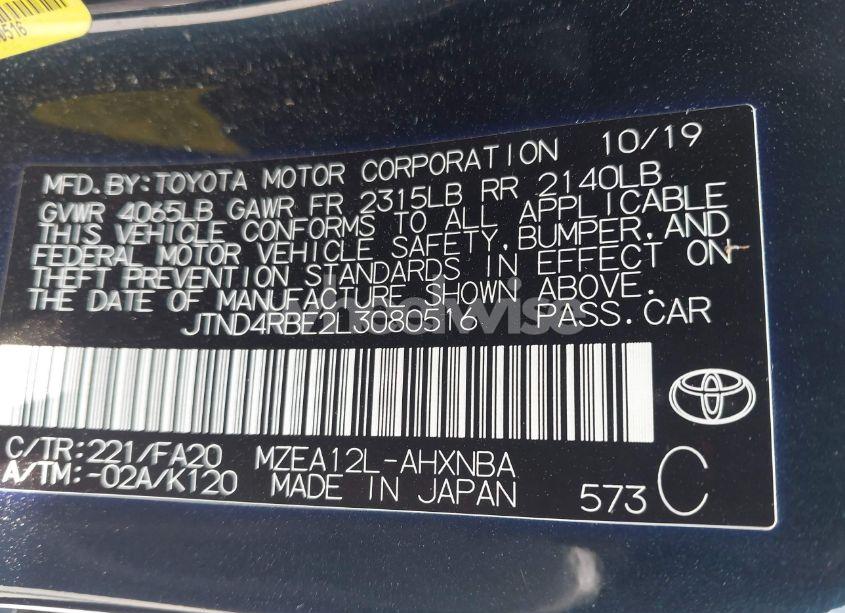 0516
10/19
MFD.BY:TOYOTA MOTOR CORPORATION
GVWR 4065LB GAWR FR 2315LB RR 2140LB
THIS VEHICLE CONFORMS TO ALL APPLICABLE
FEDERAL MOTOR VEHICLE SAFETY,BUMPER,AND
THEFT PREVENTION STANDARDS IN EFFECT ON
THE DATE OF MANUFACTURE SHOWN ABOVE.
JTND4RBE2L3080516 PASS.CAR
C/TR:221/FA20 MZEA12L-AHXNBA
A/TM:-02A/K120 MADE IN JAPAN
573 C